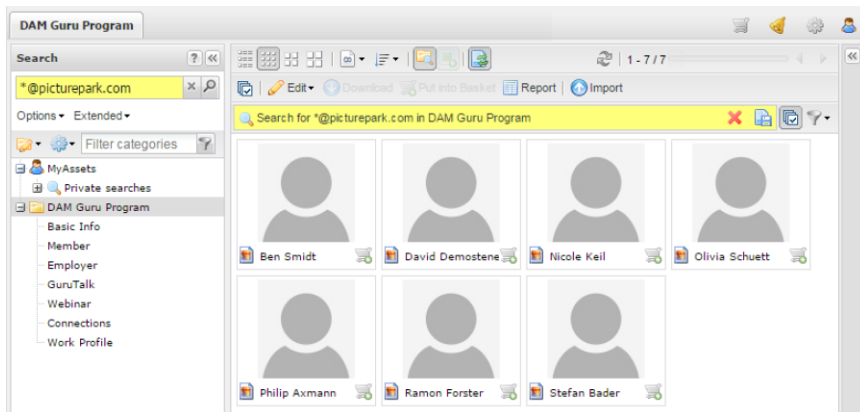 DAM Guru Program
Search
? «
*@picturepark.com
Options Extended
Filter categories
MyAssets
Private searches
DAM Guru Program
Basic Info
Member
Employer
GuruTalk
Webinar
Connections
Work Profile
1 - 7 / 7
«
Edit Download Put into Basket Report Import
Search for *@picturepark.com in DAM Guru Program
Ben Smidt
David Demostene
Nicole Keil
Olivia Schuett
Philip Axmann
Ramon Forster
Stefan Bader